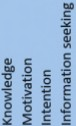 Knowledge
Motivation
Intention
Information seeking